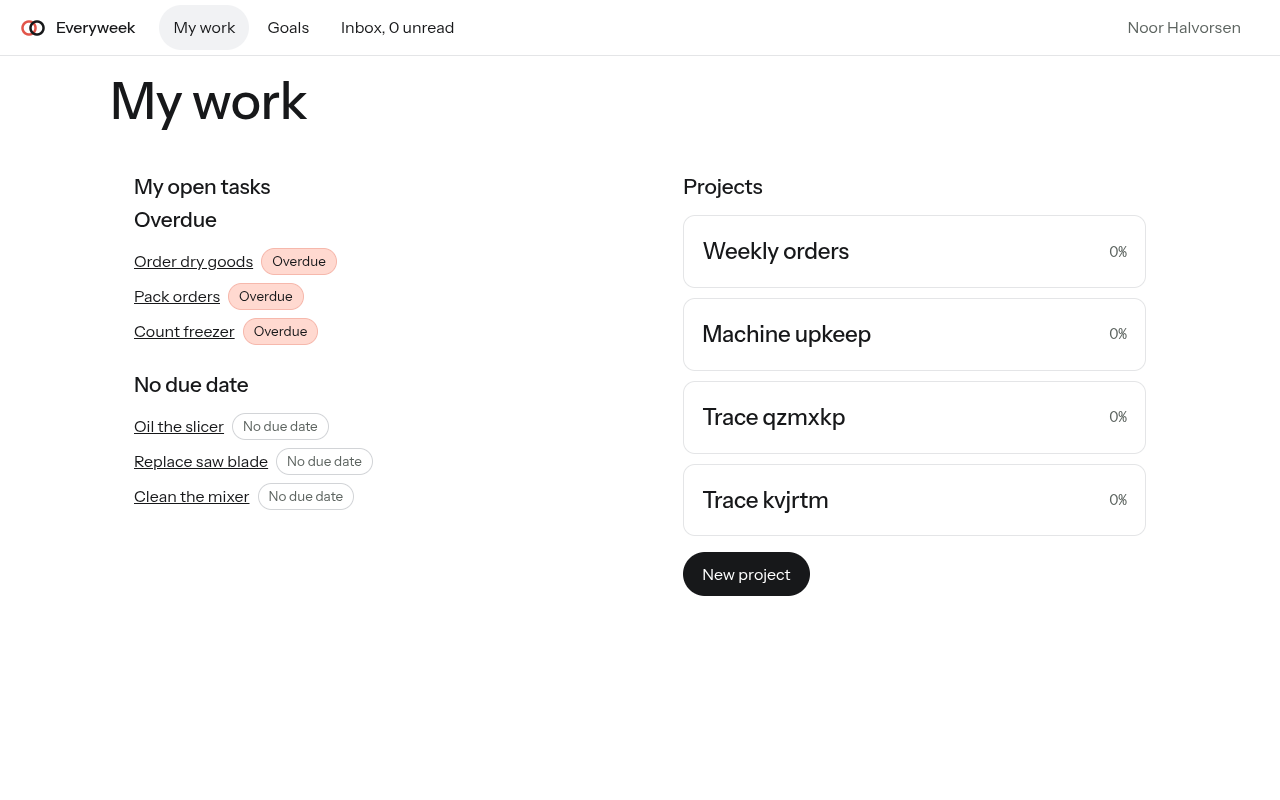 Everyweek My work Goals Inbox, 0 unread Noor Halvorsen
My work
My open tasks
Overdue
Order dry goods Overdue
Pack orders Overdue
Count freezer Overdue
No due date
Oil the slicer No due date
Replace saw blade No due date
Clean the mixer No due date
Projects
Weekly orders 0%
Machine upkeep 0%
Trace qzmxkp 0%
Trace kvjrtm 0%
New project